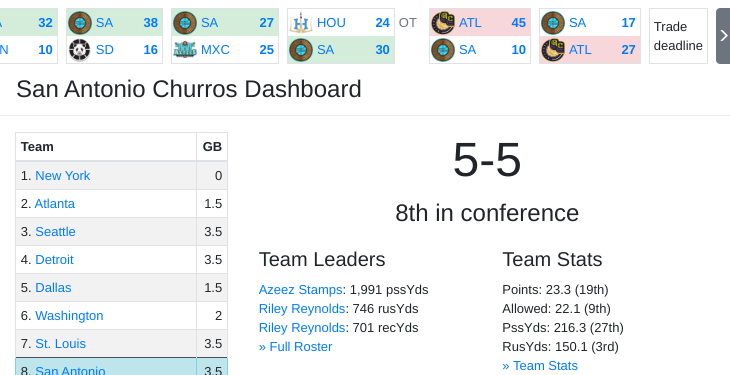 A 32
N 10
SA 38
SD 16
SA 27
MXC 25
HOU 24 OT
SA 30
ATL 45
SA 10
SA 17
ATL 27
Trade
deadline
San Antonio Churros Dashboard
Team GB
1. New York 0
2. Atlanta 1.5
3. Seattle 3.5
4. Detroit 3.5
5. Dallas 1.5
6. Washington 2
7. St. Louis 3.5
8. San Antonio 3.5
5-5
8th in conference
Team Leaders
Azeez Stamps: 1,991 pssYds
Riley Reynolds: 746 rusYds
Riley Reynolds: 701 recYds
» Full Roster
Team Stats
Points: 23.3 (19th)
Allowed: 22.1 (9th)
PssYds: 216.3 (27th)
RusYds: 150.1 (3rd)
» Team Stats